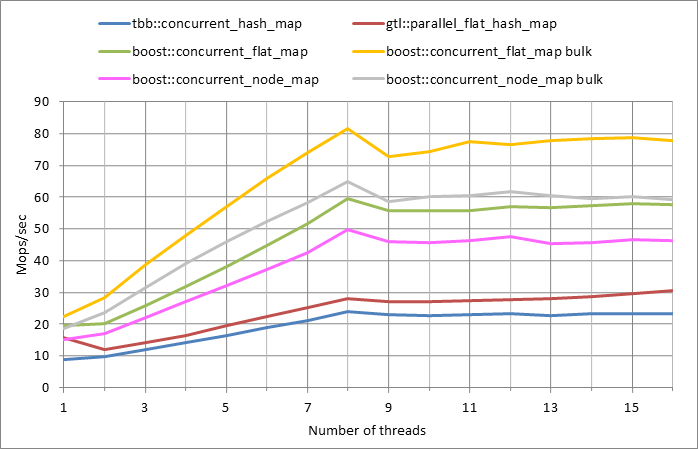 tbb::concurrent_hash_map gtl::parallel_flat_hash_map
boost::concurrent_flat_map boost::concurrent_flat_map bulk
boost::concurrent_node_map boost::concurrent_node_map bulk
90
80
70
60
50
40
30
20
10
0
Mops/sec
1 3 5 7 9 11 13 15
Number of threads